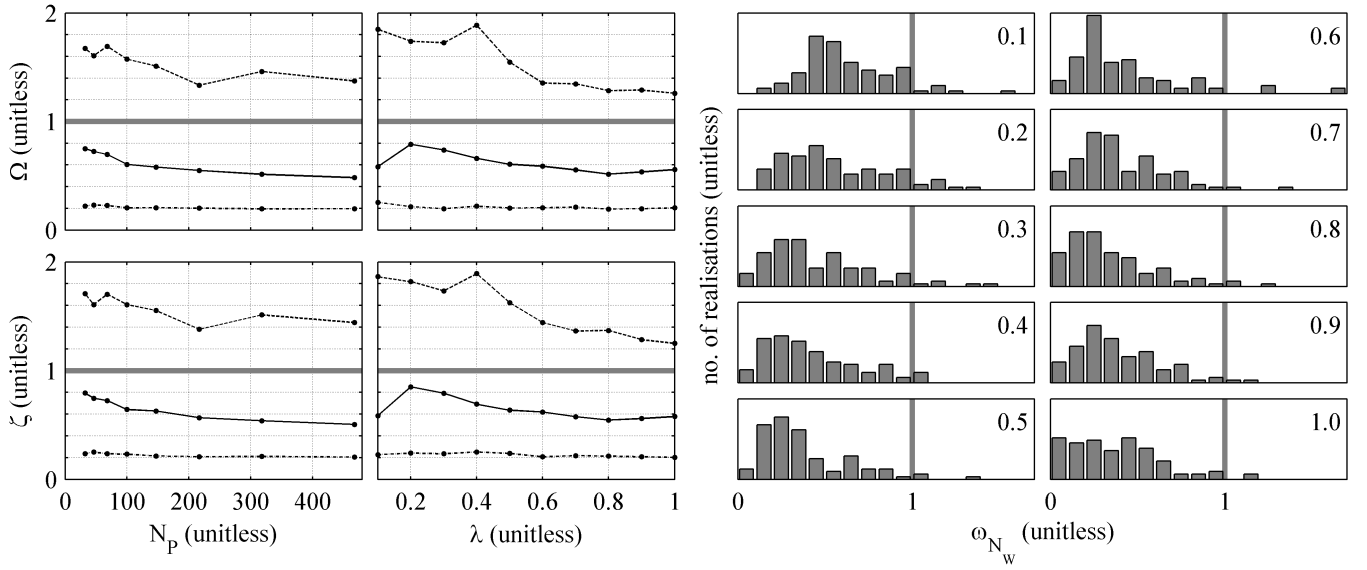 2
1
0
Ω (unitless)
2
1
0
ζ (unitless)
0 100 200 300 400
N_P (unitless)
0.2 0.4 0.6 0.8 1
λ (unitless)
no. of realisations (unitless)
0.1
0.2
0.3
0.4
0.5
0.6
0.7
0.8
0.9
1.0
0 1
0 1
ω_{N_W} (unitless)